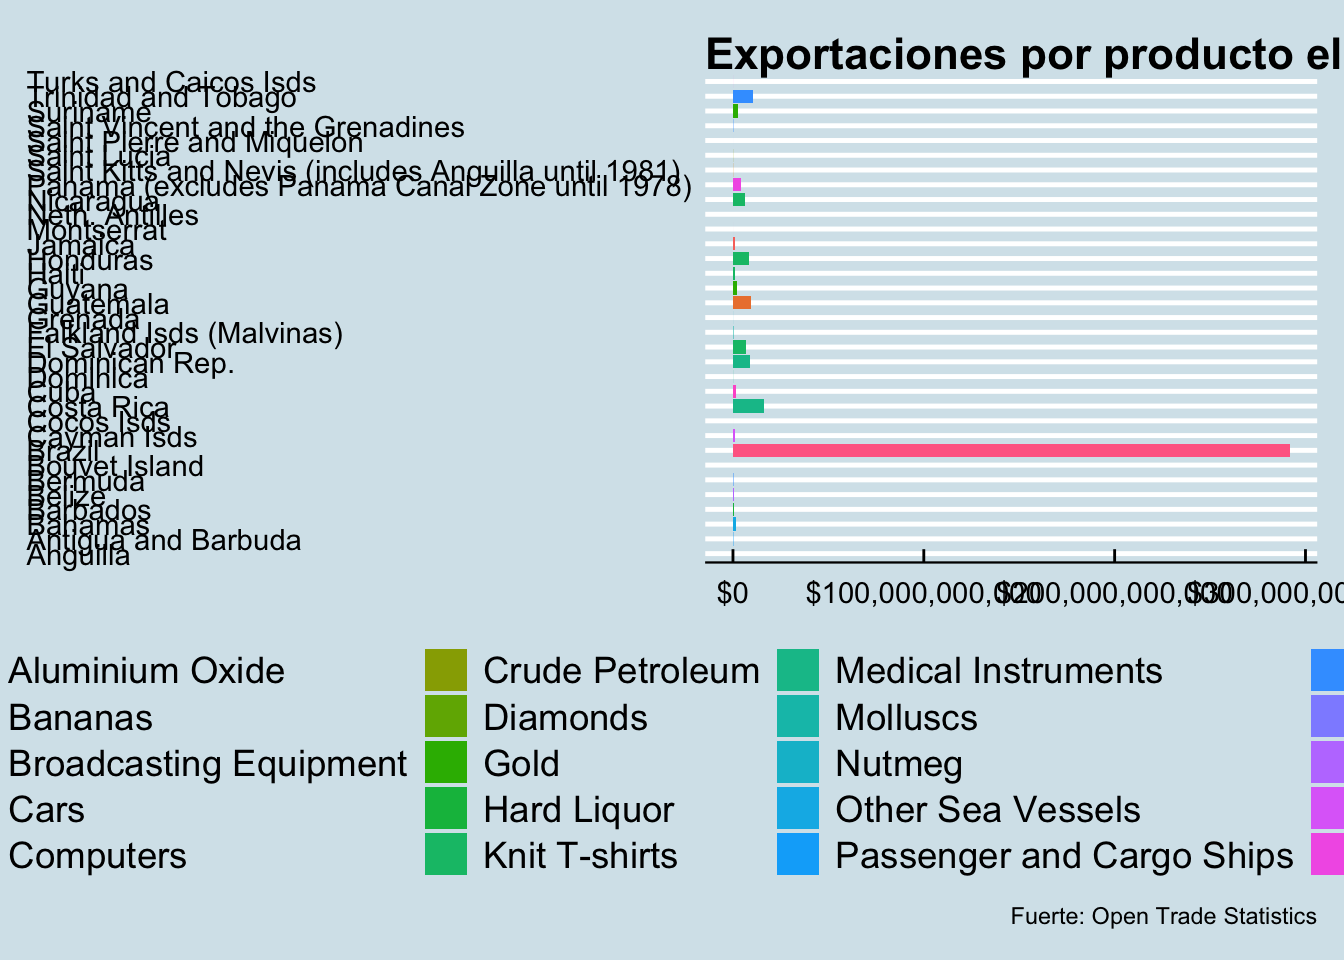 Exportaciones por producto el
Turks and Caicos Isds
Trinidad and Tobago
Suriname
Saint Vincent and the Grenadines
Saint Pierre and Miquelon
Saint Lucia
Saint Kitts and Nevis (includes Anguilla until 1981)
Panama (excludes Panama Canal Zone until 1978)
Nicaragua
Neth. Antilles
Montserrat
Jamaica
Honduras
Haiti
Guyana
Guatemala
Grenada
Falkland Isds (Malvinas)
El Salvador
Dominican Rep.
Dominica
Cuba
Costa Rica
Cocos Isds
Cayman Isds
Brazil
Bouvet Island
Bermuda
Belize
Barbados
Bahamas
Antigua and Barbuda
Anguilla
$0 $100,000,000,000 $200,000,000,000 $300,000,000,00
Aluminium Oxide Crude Petroleum Medical Instruments
Bananas Diamonds Molluscs
Broadcasting Equipment Gold Nutmeg
Cars Hard Liquor Other Sea Vessels
Computers Knit T-shirts Passenger and Cargo Ships
Fuerte: Open Trade Statistics